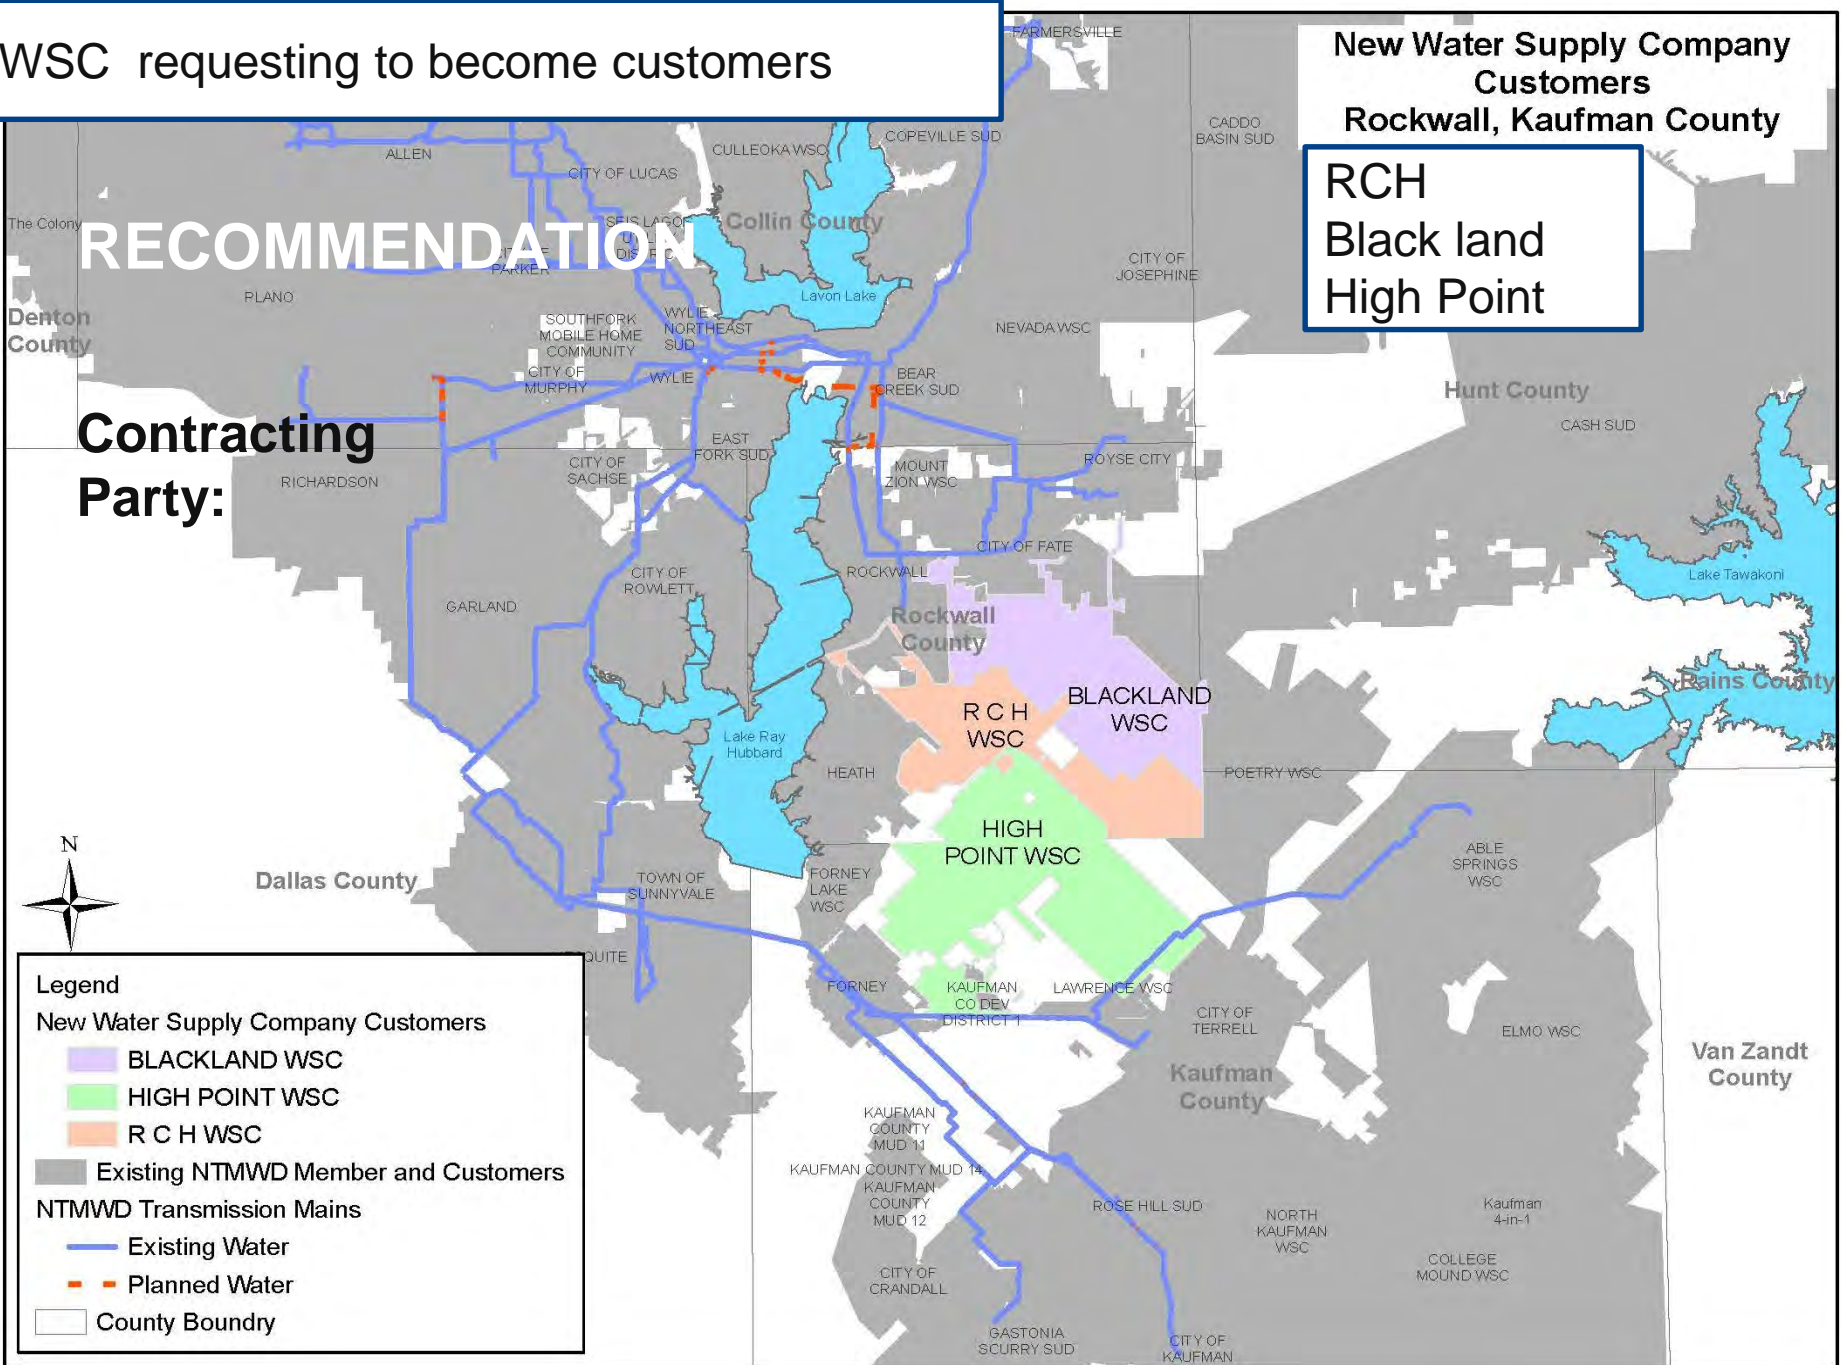 WSC requesting to become customers
New Water Supply Company
Customers
Rockwall, Kaufman County
RCH
Black land
High Point
RECOMMENDATION
Contracting
Party:
FARMERSVILLE
COPEVILLE SUD
CADDO
BASIN SUD
ALLEN
CULLEOKA WSC
CITY OF LUCAS
The Colony
SEIS LAGOS
Collin County
PARKER
CITY OF
JOSEPHINE
PLANO
Lavon Lake
Denton
County
SOUTHFORK
MOBILE HOME
COMMUNITY
WYLIE
NORTHEAST
SUD
NEVADA WSC
CITY OF
MURPHY
WYLIE
BEAR
CREEK SUD
Hunt County
CASH SUD
EAST
FORK SUD
CITY OF
SACHSE
RICHARDSON
MOUNT
ZION WSC
ROYSE CITY
CITY OF FATE
ROCKWALL
CITY OF
ROWLETT
GARLAND
Lake Tawakoni
Rockwall
County
Rains County
BLACKLAND
WSC
R C H
WSC
Lake Ray
Hubbard
HEATH
POETRY WSC
HIGH
POINT WSC
N
ABLE
SPRINGS
WSC
Dallas County
TOWN OF
SUNNYVALE
FORNEY
LAKE
WSC
QUITE
FORNEY
KAUFMAN
CO DEV
DISTRICT 1
LAWRENCE WSC
CITY OF
TERRELL
ELMO WSC
Van Zandt
County
Kaufman
County
KAUFMAN
COUNTY
MUD 11
KAUFMAN COUNTY MUD 14
KAUFMAN
COUNTY
MUD 12
ROSE HILL SUD
NORTH
KAUFMAN
WSC
Kaufman
4-in-1
COLLEGE
MOUND WSC
CITY OF
CRANDALL
GASTONIA
SCURRY SUD
CITY OF
KAUFMAN
Legend
New Water Supply Company Customers
BLACKLAND WSC
HIGH POINT WSC
R C H WSC
Existing NTMWD Member and Customers
NTMWD Transmission Mains
Existing Water
Planned Water
County Boundry